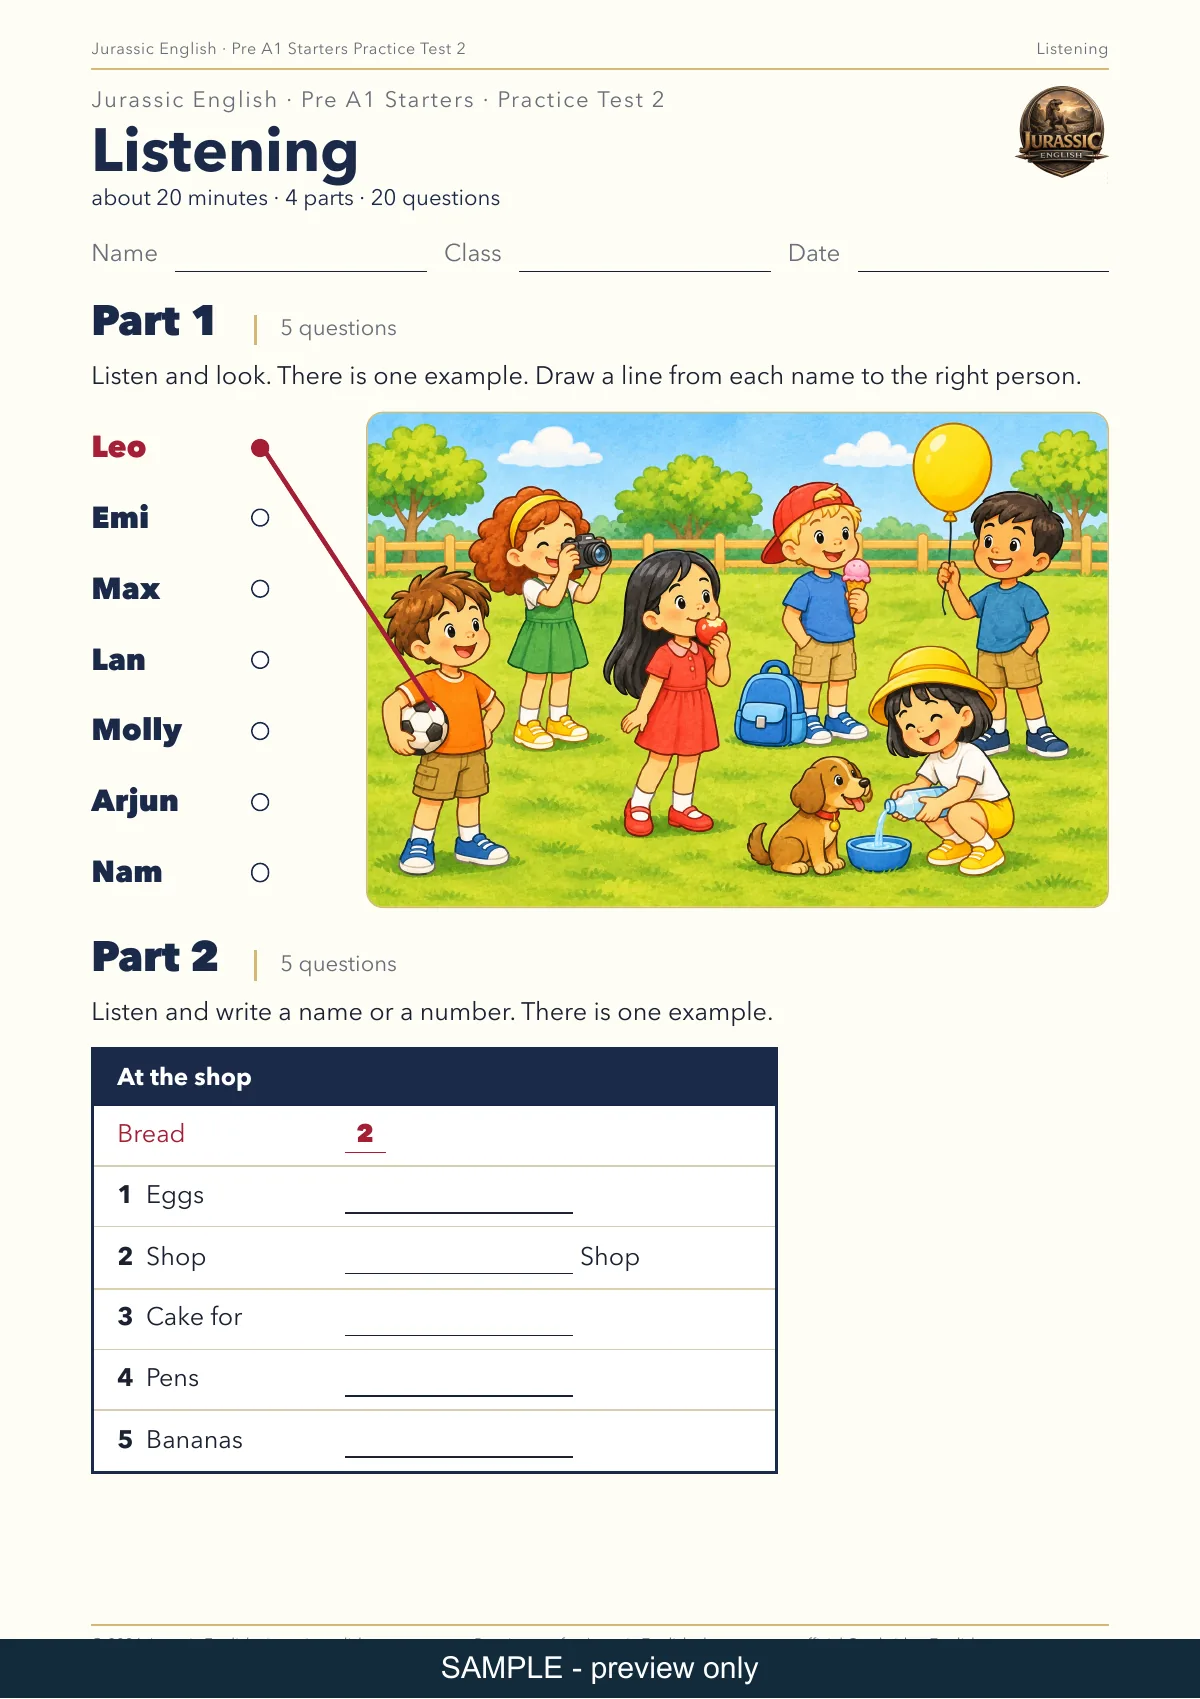 Jurassic English · Pre A1 Starters Practice Test 2
Listening
Jurassic English · Pre A1 Starters · Practice Test 2
JURASSIC
ENGLISH
Listening
about 20 minutes · 4 parts · 20 questions
Name
Class
Date
Part 1
5 questions
Listen and look. There is one example. Draw a line from each name to the right person.
Leo
Emi
Max
Lan
Molly
Arjun
Nam
Part 2
5 questions
Listen and write a name or a number. There is one example.
At the shop
Bread 2
1 Eggs
2 Shop Shop
3 Cake for
4 Pens
5 Bananas
SAMPLE - preview only